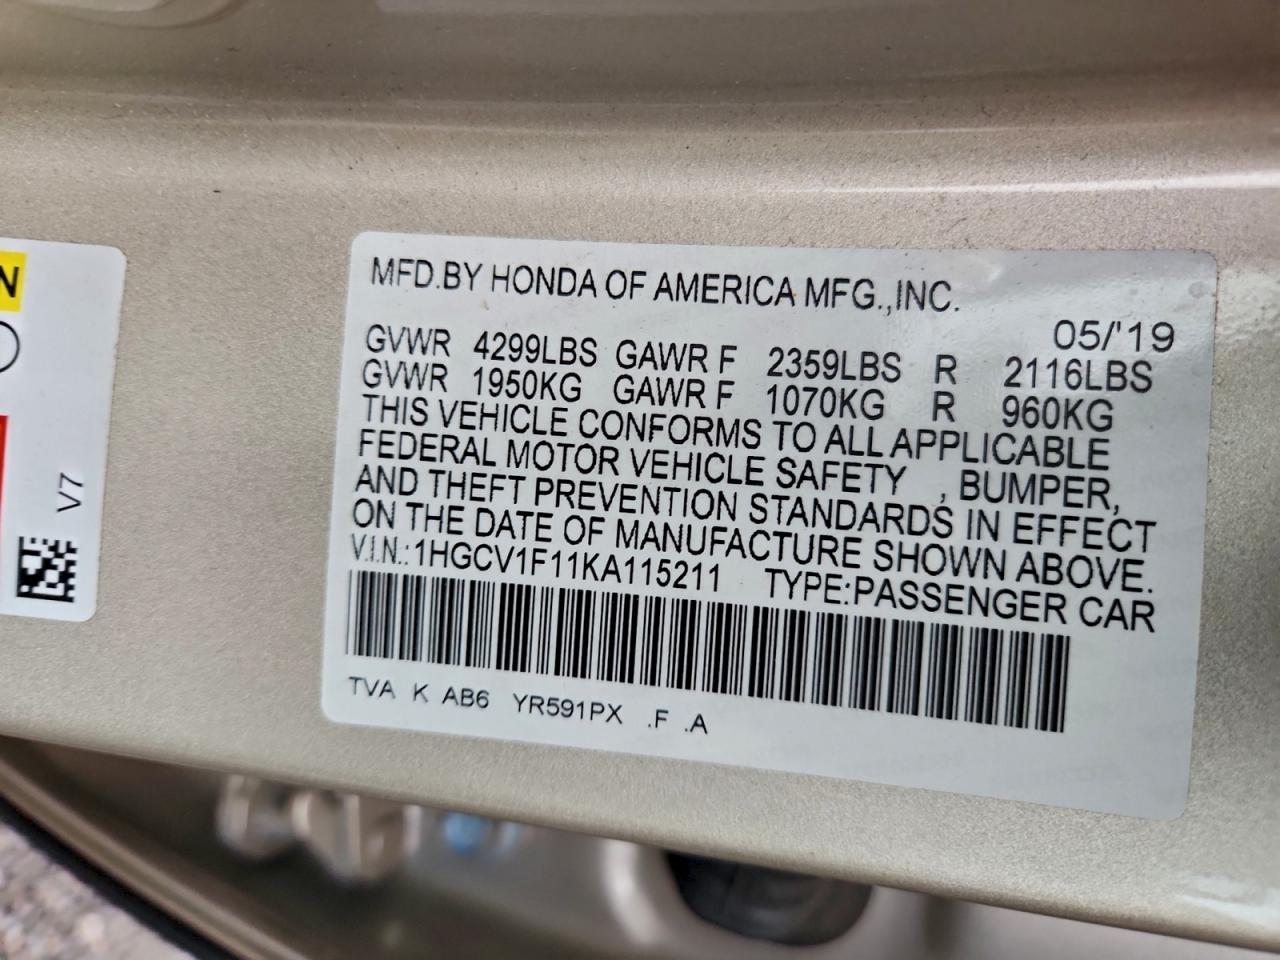 N
V7
MFD.BY HONDA OF AMERICA MFG.,INC.
05/'19
GVWR 4299LBS GAWR F 2359LBS R 2116LBS
GVWR 1950KG GAWR F 1070KG R 960KG
THIS VEHICLE CONFORMS TO ALL APPLICABLE
FEDERAL MOTOR VEHICLE SAFETY , BUMPER,
AND THEFT PREVENTION STANDARDS IN EFFECT
ON THE DATE OF MANUFACTURE SHOWN ABOVE.
V.I.N.:1HGCV1F11KA115211 TYPE:PASSENGER CAR
TVA K AB6 YR591PX .F .A